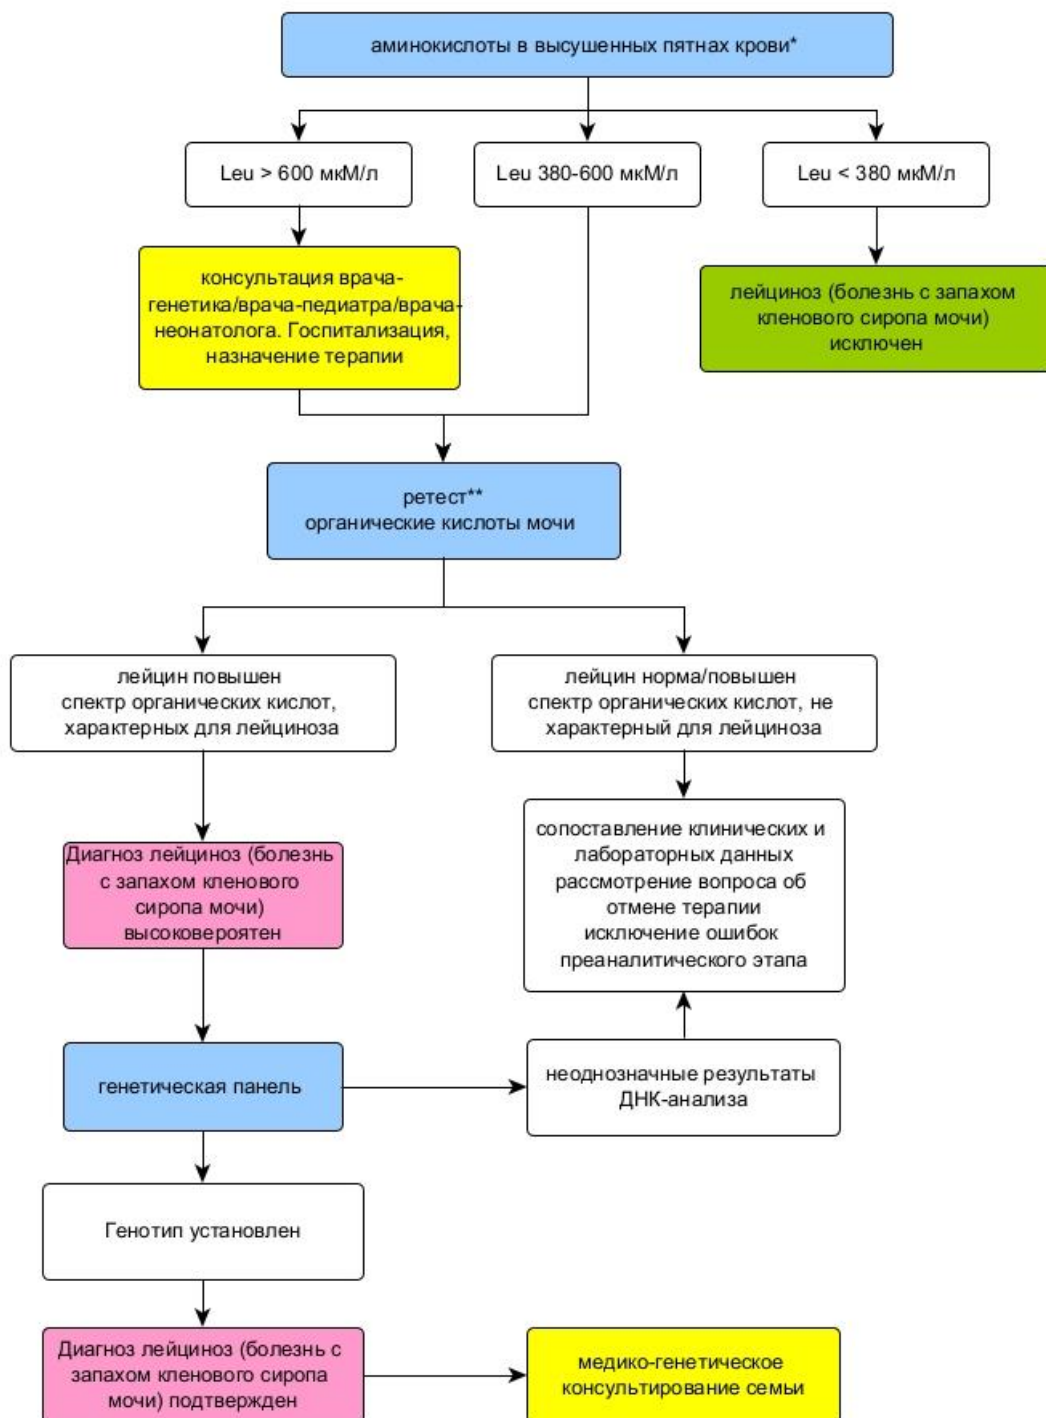 аминокислоты в высушенных пятнах крови*
Leu > 600 мкМ/л
Leu 380-600 мкМ/л
Leu < 380 мкМ/л
консультация врача-
генетика/врача-педиатра/врача-
неонатолога. Госпитализация,
назначение терапии
лейциноз (болезнь с запахом
кленового сиропа мочи)
исключен
ретест**
органические кислоты мочи
лейцин повышен
спектр органических кислот,
характерных для лейциноза
лейцин норма/повышен
спектр органических кислот, не
характерный для лейциноза
Диагноз лейциноз (болезнь
с запахом кленового
сиропа мочи)
высоковероятен
сопоставление клинических и
лабораторных данных
рассмотрение вопроса об
отмене терапии
исключение ошибок
преаналитического этапа
генетическая панель
неоднозначные результаты
ДНК-анализа
Генотип установлен
Диагноз лейциноз (болезнь с
запахом кленового сиропа
мочи) подтвержден
медико-генетическое
консультирование семьи